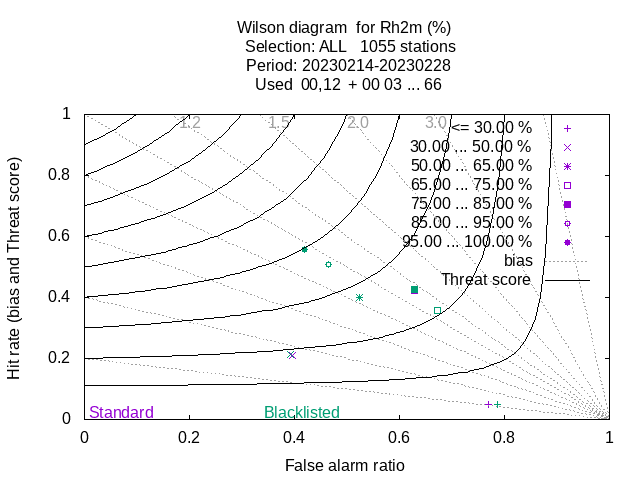 Wilson diagram  for Rh2m (%)
Selection: ALL   1055 stations
Period: 20230214-20230228
Used  00,12  + 00 03 ... 66
1.2 1.5 2.0 3.0
<= 30.00 %
30.00 ... 50.00 %
50.00 ... 65.00 %
65.00 ... 75.00 %
75.00 ... 85.00 %
85.00 ... 95.00 %
95.00 ... 100.00 %
bias
Threat score
Hit rate (bias and Threat score)
1
0.8
0.6
0.4
0.2
0
Standard Blacklisted
0 0.2 0.4 0.6 0.8 1
False alarm ratio